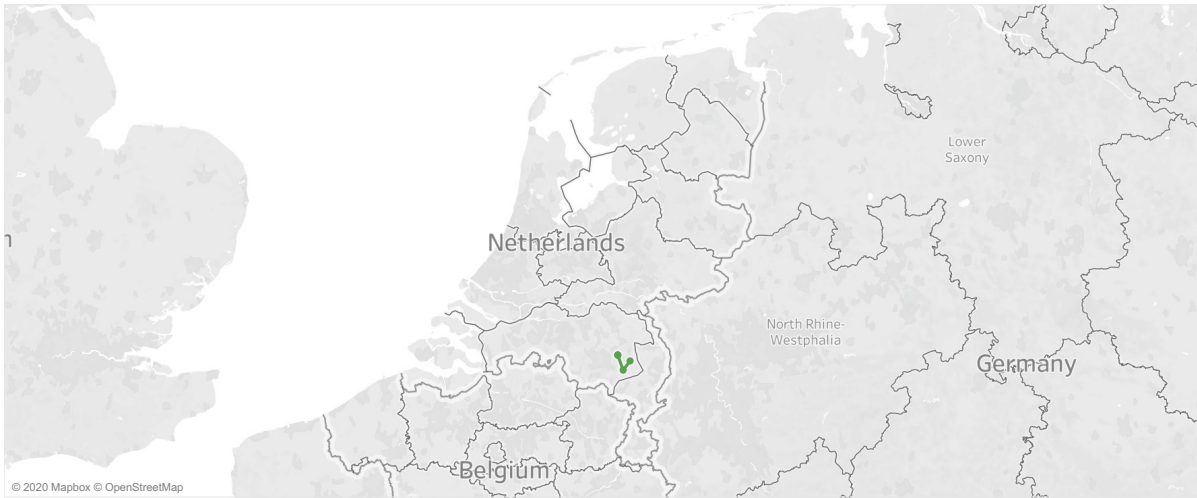 Lower
Saxony
Netherlands
North Rhine-
Westphalia
Germany
Belgium
© 2020 Mapbox © OpenStreetMap